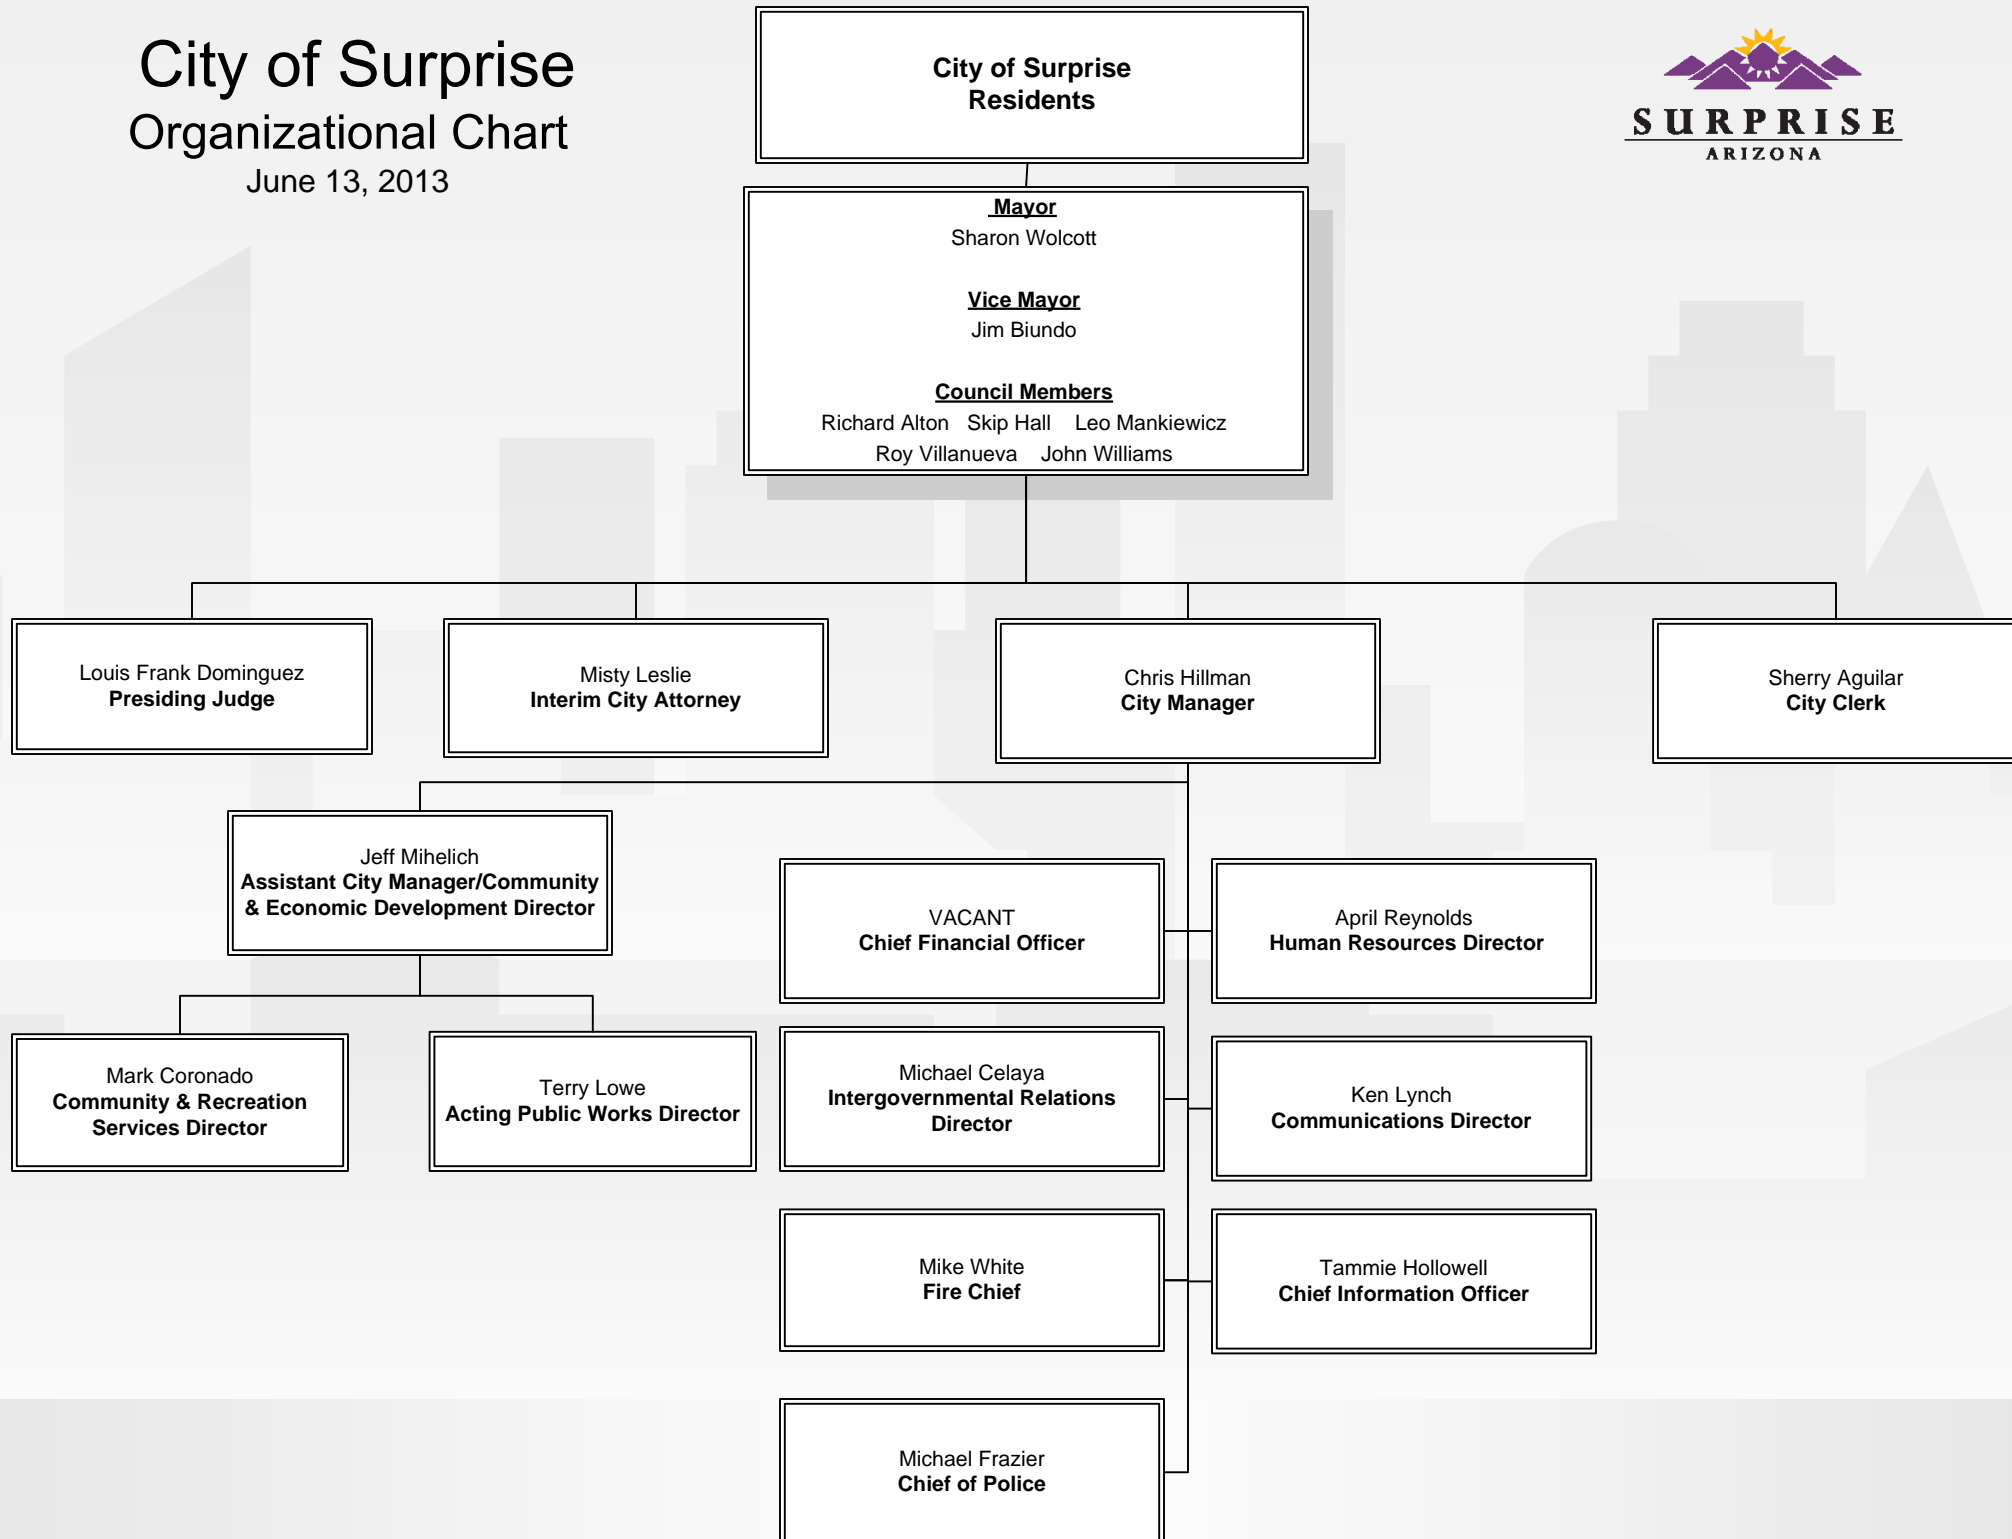 City of Surprise
Organizational Chart
June 13, 2013
City of Surprise
Residents
SURPRISE
ARIZONA
Mayor
Sharon Wolcott
Vice Mayor
Jim Biundo
Council Members
Richard Alton Skip Hall Leo Mankiewicz
Roy Villanueva John Williams
Louis Frank Dominguez
Presiding Judge
Misty Leslie
Interim City Attorney
Chris Hillman
City Manager
Sherry Aguilar
City Clerk
Jeff Mihelich
Assistant City Manager/Community
& Economic Development Director
VACANT
Chief Financial Officer
April Reynolds
Human Resources Director
Mark Coronado
Community & Recreation
Services Director
Terry Lowe
Acting Public Works Director
Michael Celaya
Intergovernmental Relations
Director
Ken Lynch
Communications Director
Mike White
Fire Chief
Tammie Hollowell
Chief Information Officer
Michael Frazier
Chief of Police